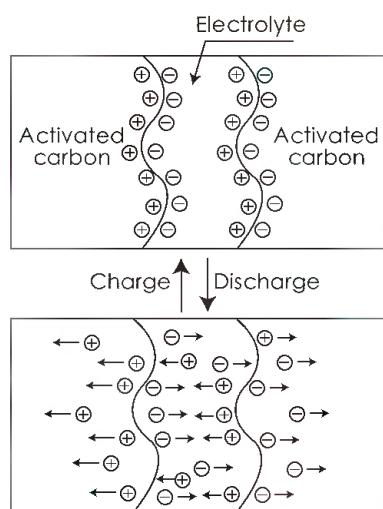 Electrolyte
Activated
carbon
Activated
carbon
Charge
Discharge